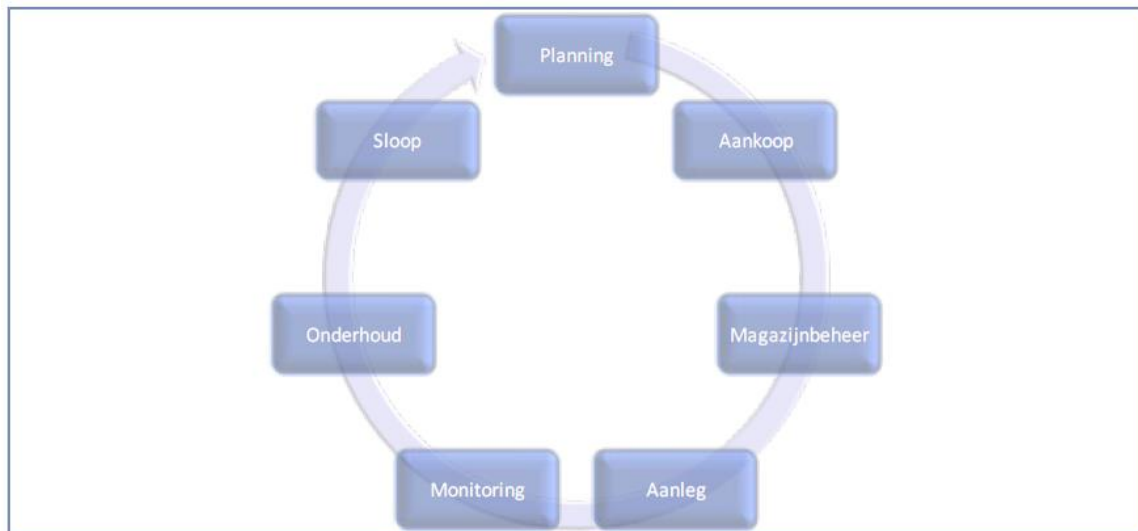 Planning
Aankoop
Magazijnbeheer
Aanleg
Monitoring
Onderhoud
Sloop